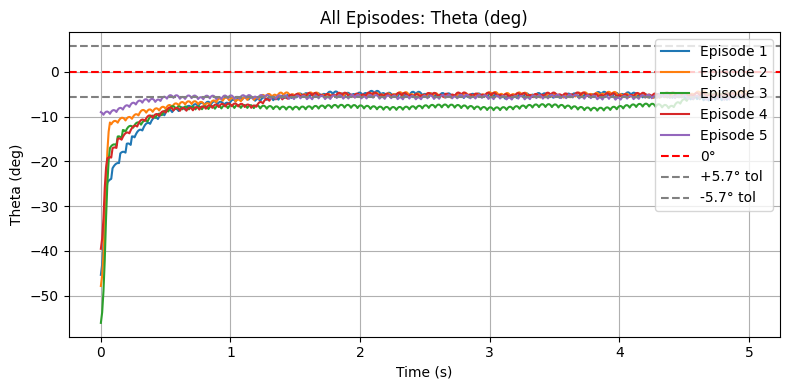 All Episodes: Theta (deg)
Theta (deg)
0
−10
−20
−30
−40
−50
Episode 1
Episode 2
Episode 3
Episode 4
Episode 5
0°
+5.7° tol
-5.7° tol
0
1
2
3
4
5
Time (s)